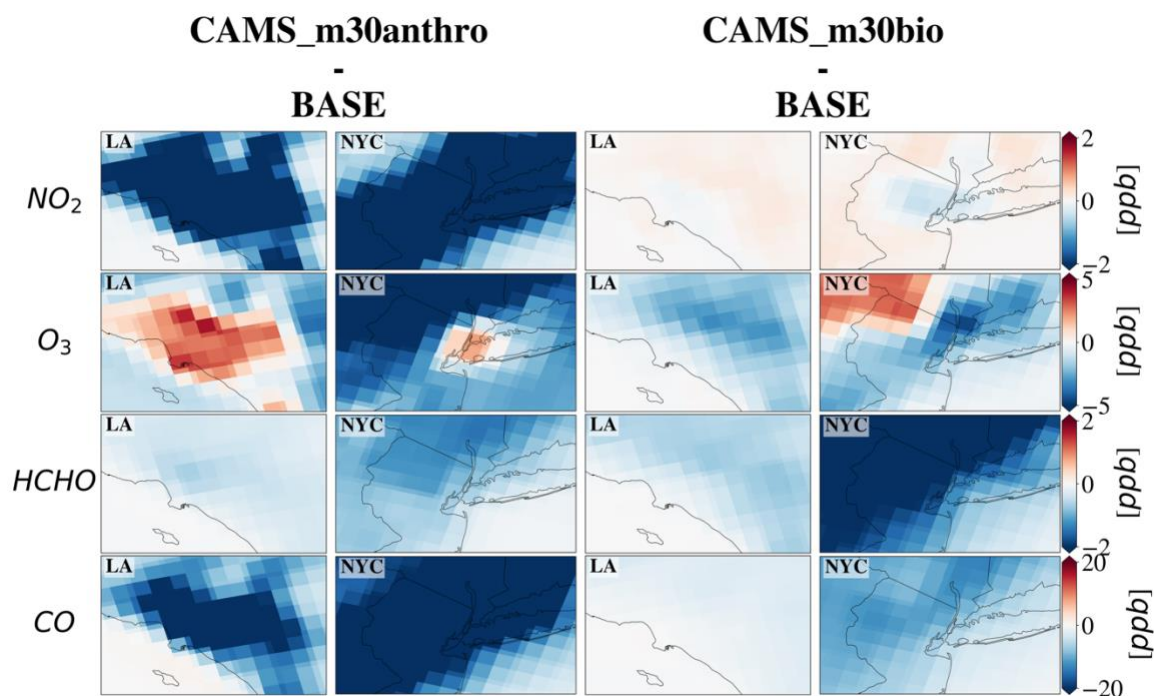 CAMS_m30anthro
-
BASE
CAMS_m30bio
-
BASE
LA
NYC
LA
NYC
NO2
2
0
−2
[ppb]
LA
NYC
LA
NYC
O3
5
0
−5
[ppb]
LA
NYC
LA
NYC
HCHO
2
0
−2
[ppb]
LA
NYC
LA
NYC
CO
20
0
−20
[ppb]